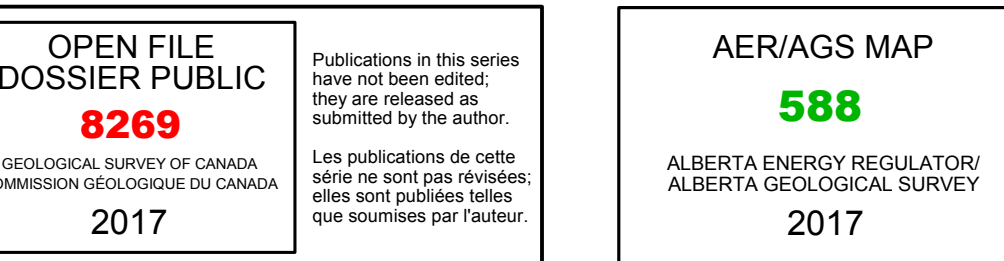 OPEN FILE
DOSSIER PUBLIC
8269
GEOLOGICAL SURVEY OF CANADA
OMMISSION GÉOLOGIQUE DU CANADA
2017
Publications in this series
have not been edited;
they are released as
submitted by the author.
Les publications de cette
série ne sont pas révisées;
elles sont publiées telles
que soumises par l'auteur.
AER/AGS MAP
588
ALBERTA ENERGY REGULATOR/
ALBERTA GEOLOGICAL SURVEY
2017